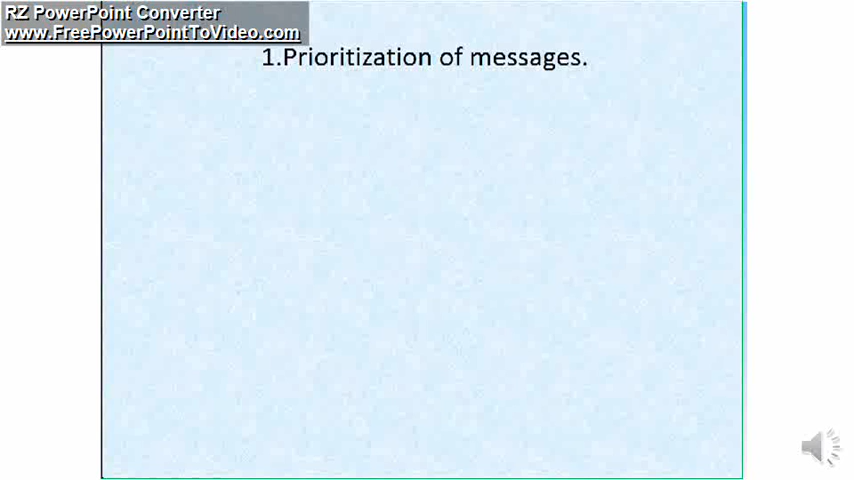 RZ PowerPoint Converter
www.FreePowerPointToVideo.com
1.Prioritization of messages.